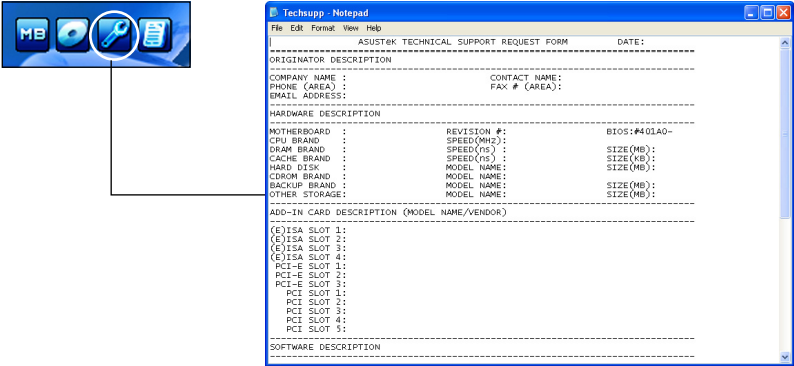 MB
Techsupp - Notepad
File Edit Format View Help
ASUSTeK TECHNICAL SUPPORT REQUEST FORM DATE:
ORIGINATOR DESCRIPTION
COMPANY NAME : CONTACT NAME:
PHONE (AREA) : FAX # (AREA):
EMAIL ADDRESS:
HARDWARE DESCRIPTION
MOTHERBOARD : REVISION #: BIOS:#401A0-
CPU BRAND : SPEED(MHz):
DRAM BRAND : SPEED(ns) : SIZE(MB):
CACHE BRAND : SPEED(ns) : SIZE(KB):
HARD DISK : MODEL NAME: SIZE(MB):
CDROM BRAND : MODEL NAME:
BACKUP BRAND : MODEL NAME: SIZE(MB):
OTHER STORAGE: MODEL NAME: SIZE(MB):
ADD-IN CARD DESCRIPTION (MODEL NAME/VENDOR)
(E)ISA SLOT 1:
(E)ISA SLOT 2:
(E)ISA SLOT 3:
(E)ISA SLOT 4:
PCI-E SLOT 1:
PCI-E SLOT 2:
PCI-E SLOT 3:
PCI SLOT 1:
PCI SLOT 2:
PCI SLOT 3:
PCI SLOT 4:
PCI SLOT 5:
SOFTWARE DESCRIPTION